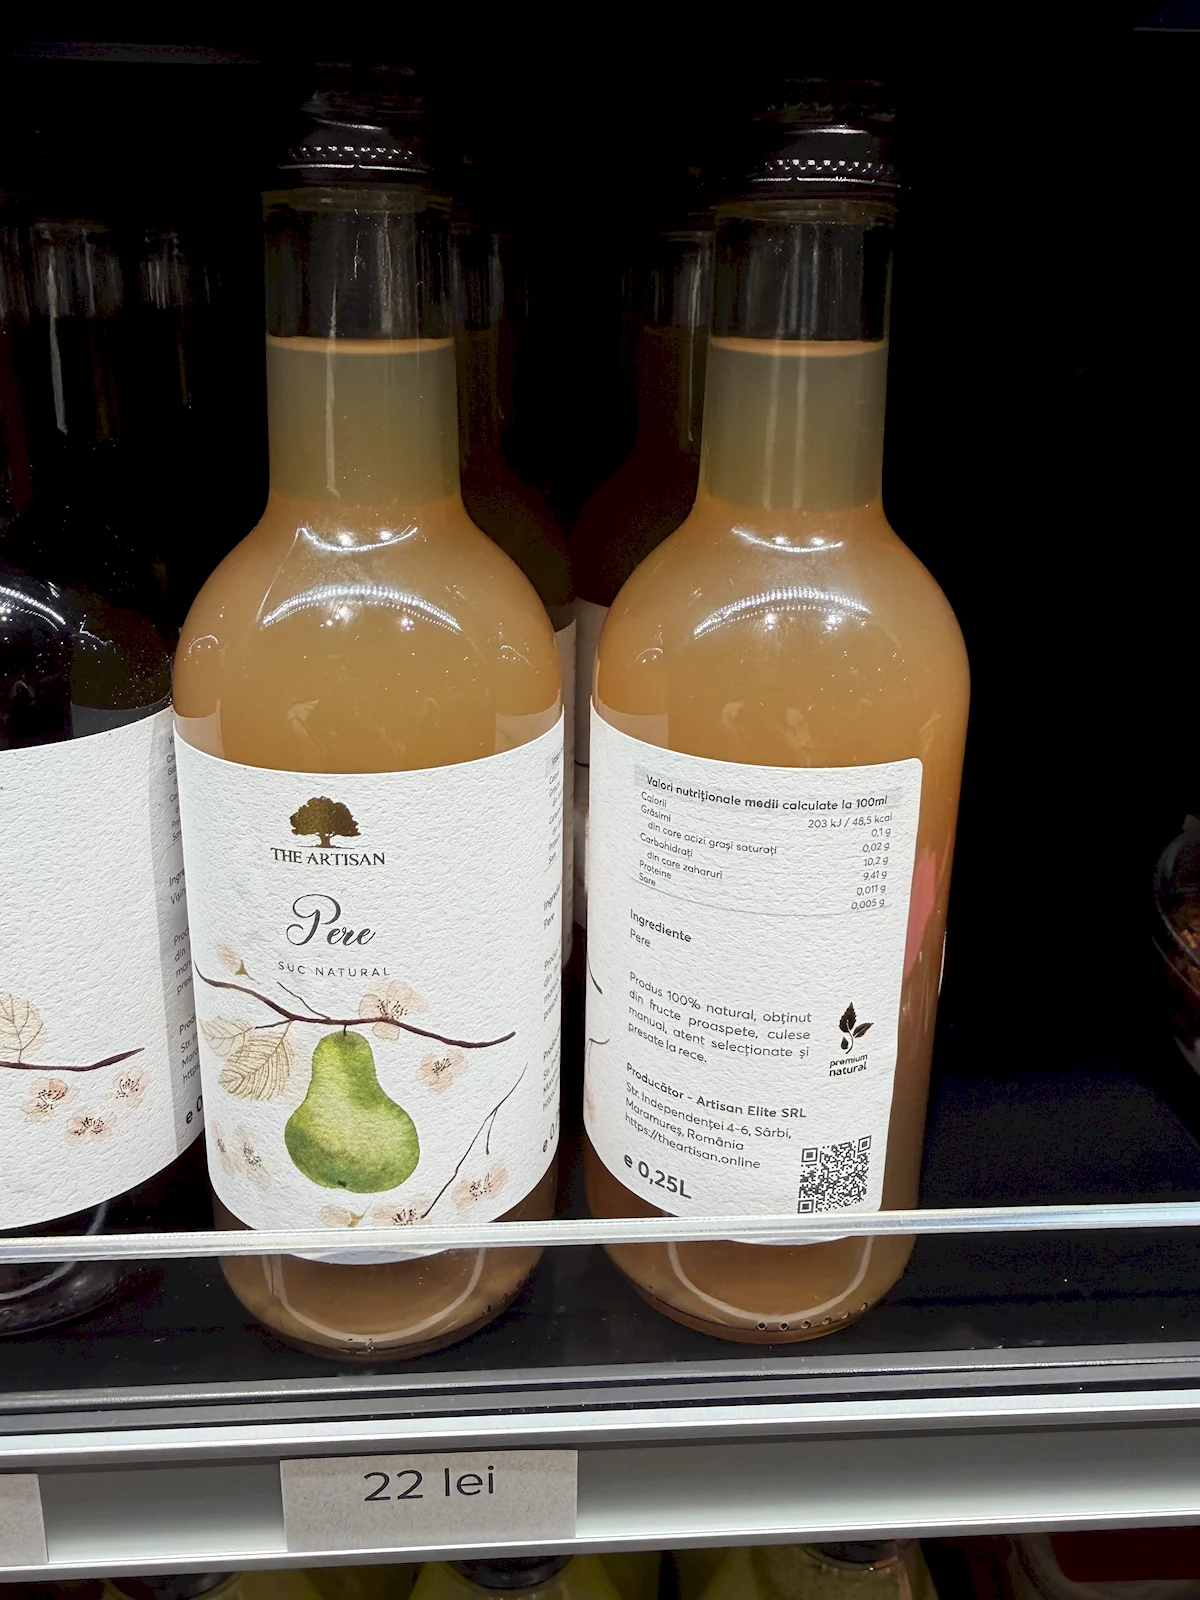 THE ARTISAN
Pere
SUC NATURAL
Valori nutriționale medii calculate la 100ml
Calorii 203 kJ / 48,5 kcal
Grăsimi 0,1 g
din care acizi grași saturați 0,02 g
Carbohidrați 10,2 g
din care zaharuri 9,41 g
Proteine 0,011 g
Sare 0,005 g
Ingrediente
Pere
Produs 100% natural, obținut
din fructe proaspete, culese
manual, atent selecționate și
presate la rece.
premium
natural
Producător - Artisan Elite SRL
Str. Independenței 4-6, Sârbi,
Maramureș, România
https://theartisan.online
e 0,25L
22 lei